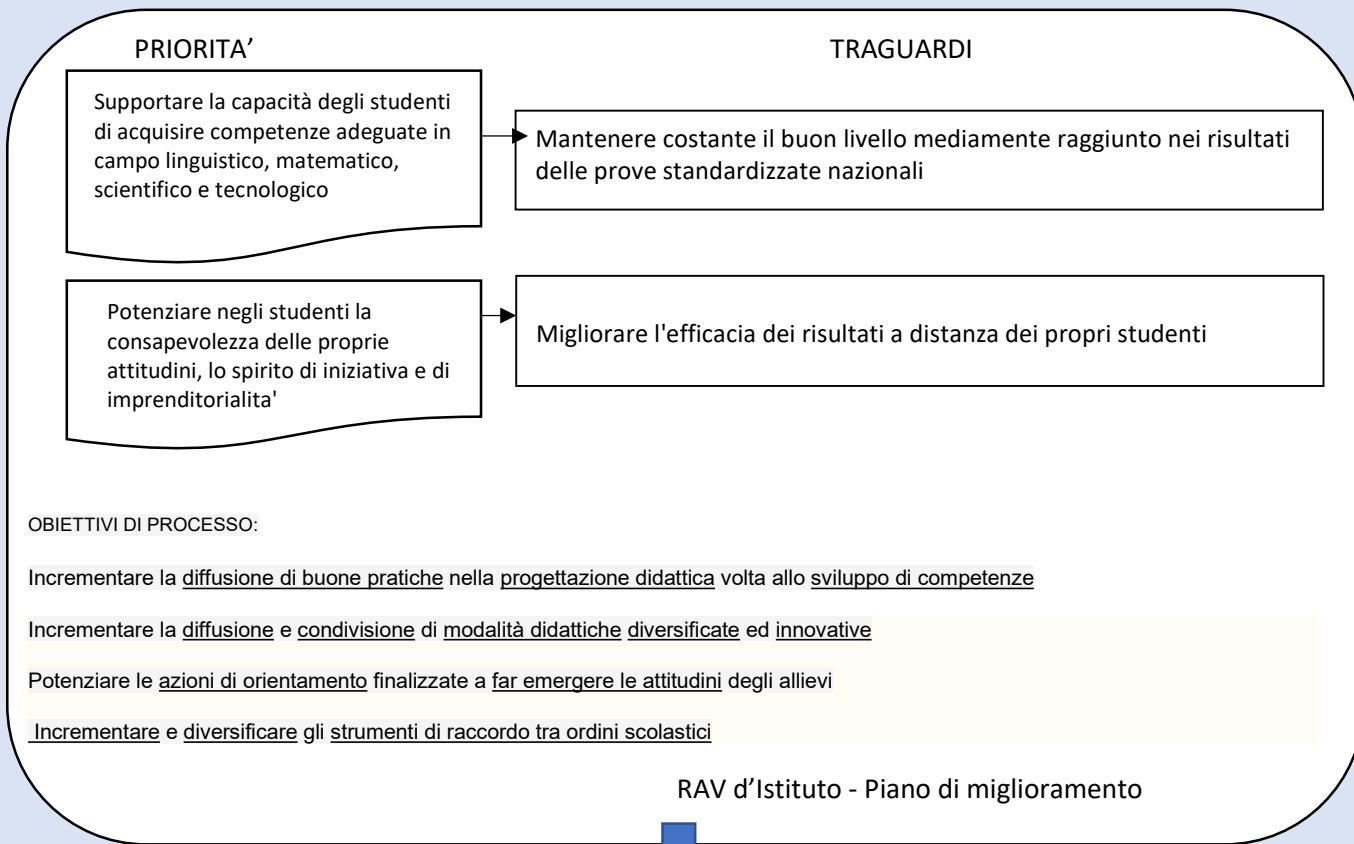 PRIORITA’
TRAGUARDI
Supportare la capacità degli studenti
di acquisire competenze adeguate in
campo linguistico, matematico,
scientifico e tecnologico
Mantenere costante il buon livello mediamente raggiunto nei risultati
delle prove standardizzate nazionali
Potenziare negli studenti la
consapevolezza delle proprie
attitudini, lo spirito di iniziativa e di
imprenditorialita'
Migliorare l'efficacia dei risultati a distanza dei propri studenti
OBIETTIVI DI PROCESSO:
Incrementare la diffusione di buone pratiche nella progettazione didattica volta allo sviluppo di competenze
Incrementare la diffusione e condivisione di modalità didattiche diversificate ed innovative
Potenziare le azioni di orientamento finalizzate a far emergere le attitudini degli allievi
Incrementare e diversificare gli strumenti di raccordo tra ordini scolastici
RAV d’Istituto - Piano di miglioramento